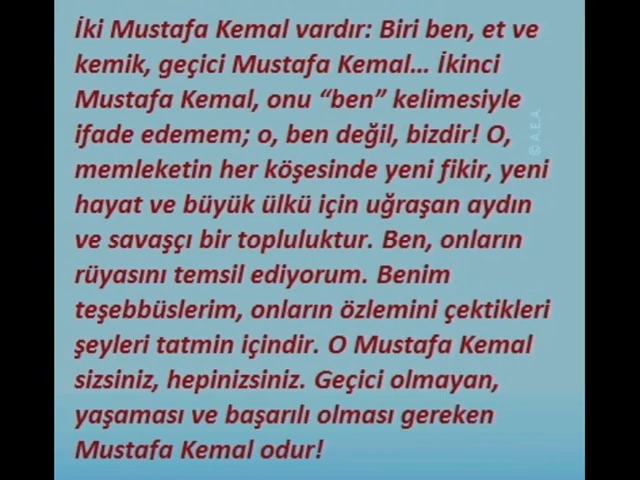 İki Mustafa Kemal vardır: Biri ben, et ve
kemik, geçici Mustafa Kemal... İkinci
Mustafa Kemal, onu “ben” kelimesiyle
ifade edemem; o, ben değil, bizdir! O,
memleketin her köşesinde yeni fikir, yeni
hayat ve büyük ülkü için uğraşan aydın
ve savaşçı bir topluluktur. Ben, onların
rüyasını temsil ediyorum. Benim
teşebbüslerim, onların özlemini çektikleri
şeyleri tatmin içindir. O Mustafa Kemal
sizsiniz, hepinizsiniz. Geçici olmayan,
yaşaması ve başarılı olması gereken
Mustafa Kemal odur!
© A.E.A.